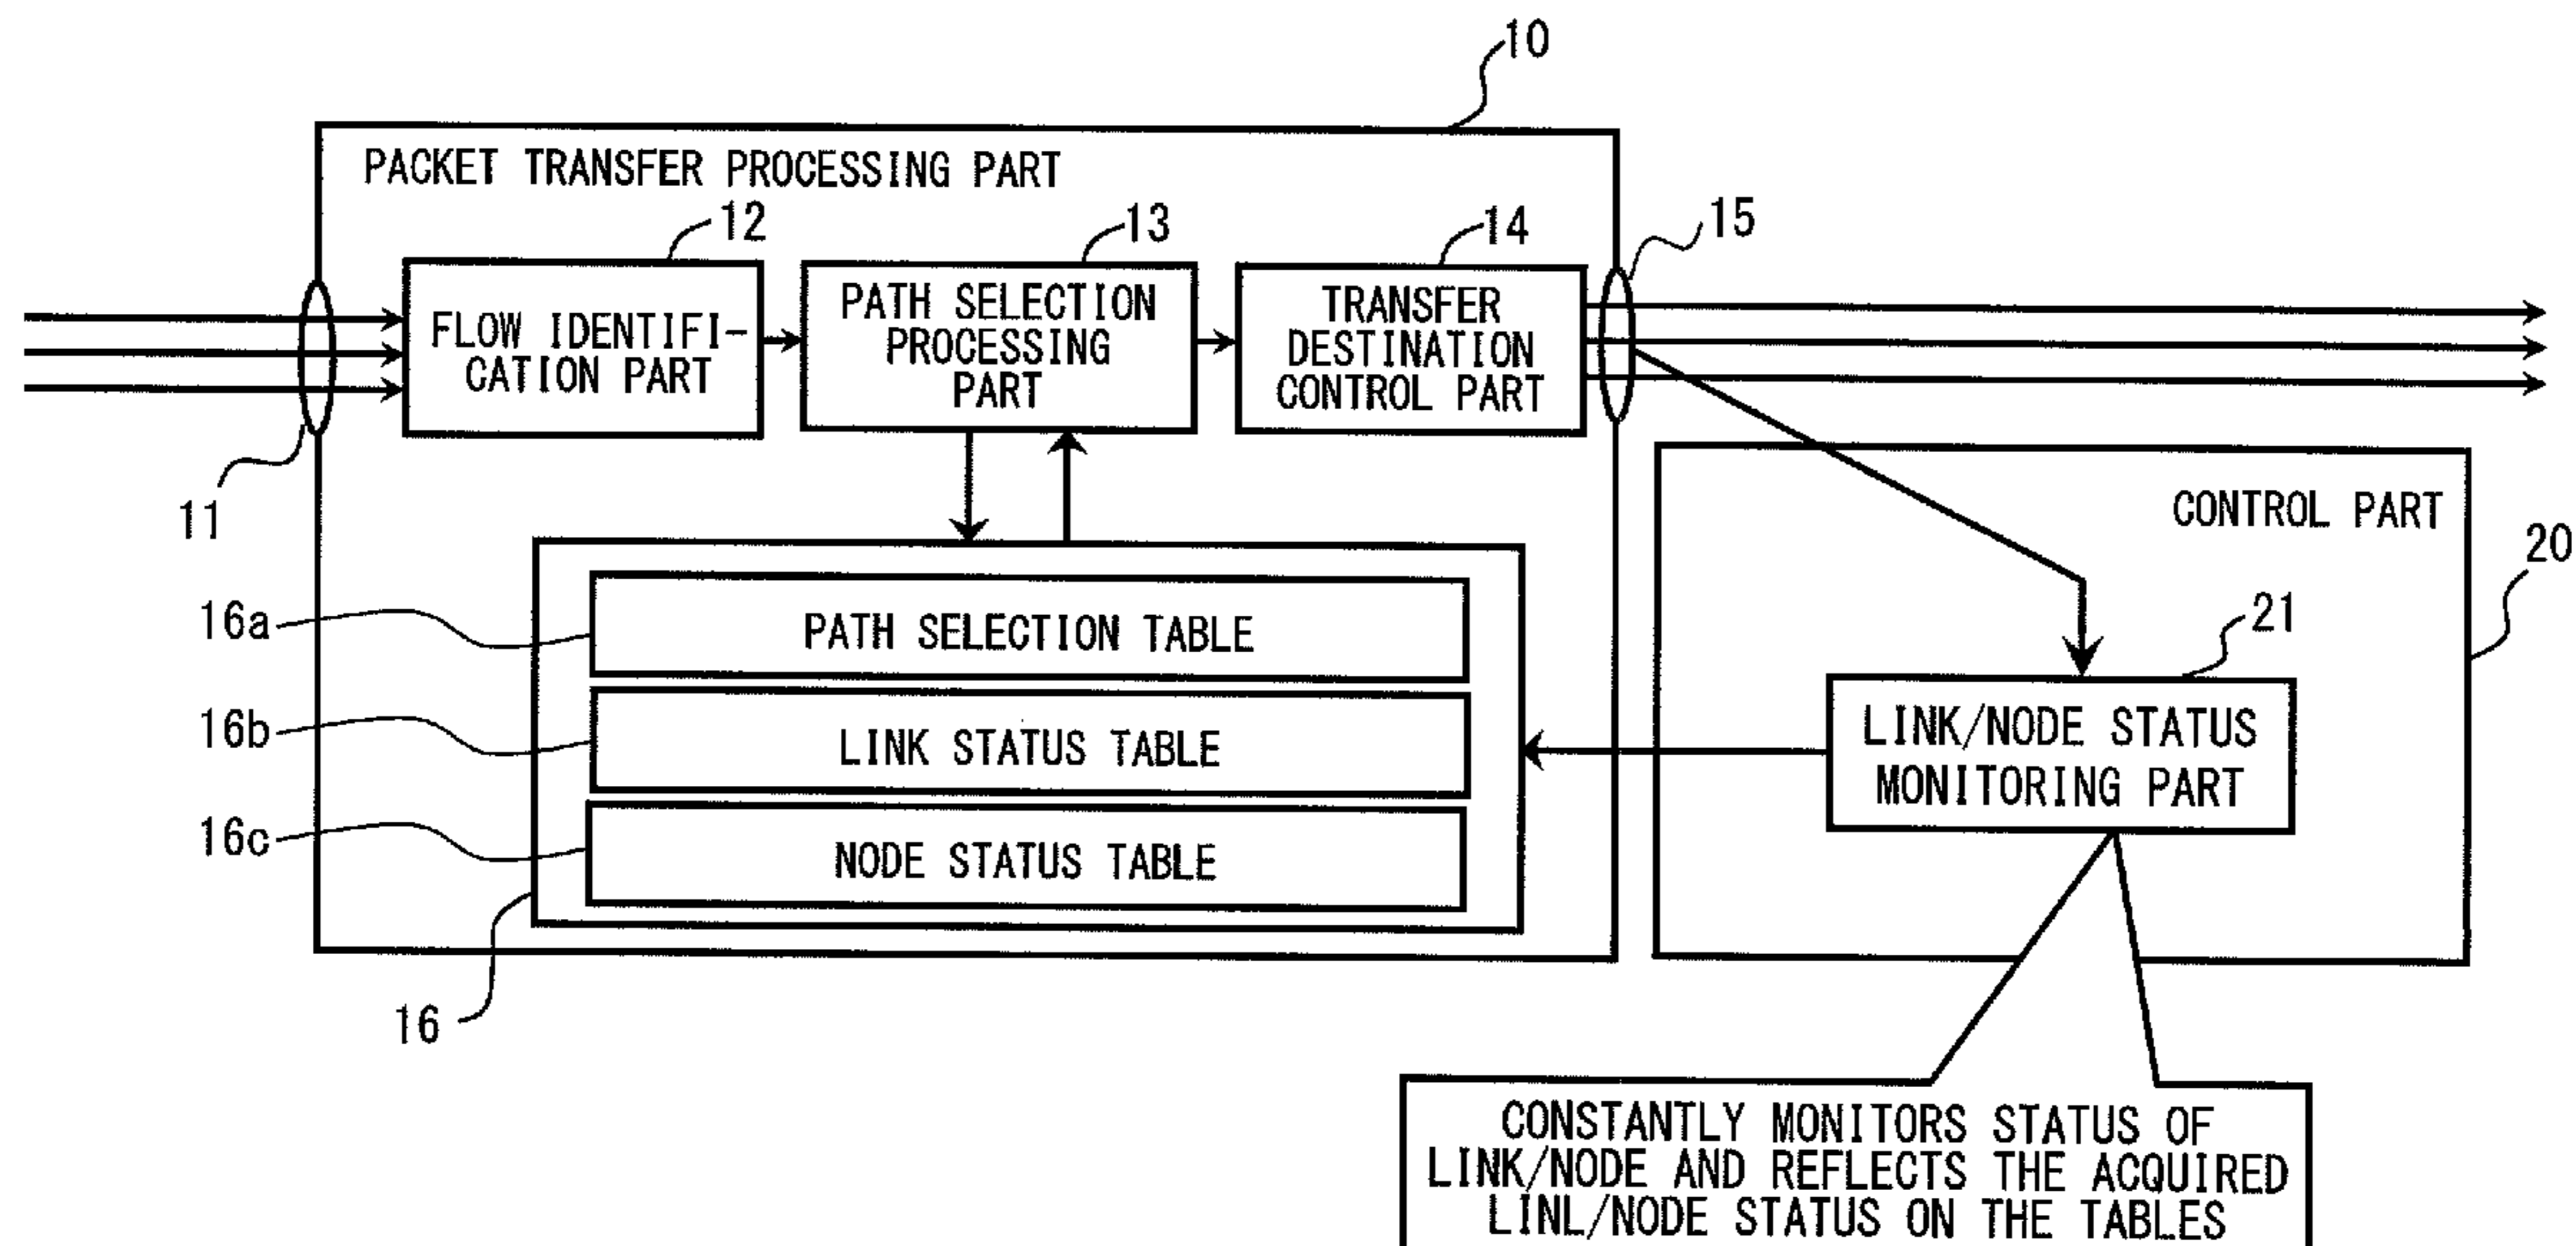 10
PACKET TRANSFER PROCESSING PART
12
13
14
15
FLOW IDENTIFI-
CATION PART
PATH SELECTION
PROCESSING
PART
TRANSFER
DESTINATION
CONTROL PART
11
CONTROL PART
20
16a
PATH SELECTION TABLE
21
16b
LINK STATUS TABLE
LINK/NODE STATUS
MONITORING PART
16c
NODE STATUS TABLE
16
CONSTANTLY MONITORS STATUS OF
LINK/NODE AND REFLECTS THE ACQUIRED
LINL/NODE STATUS ON THE TABLES